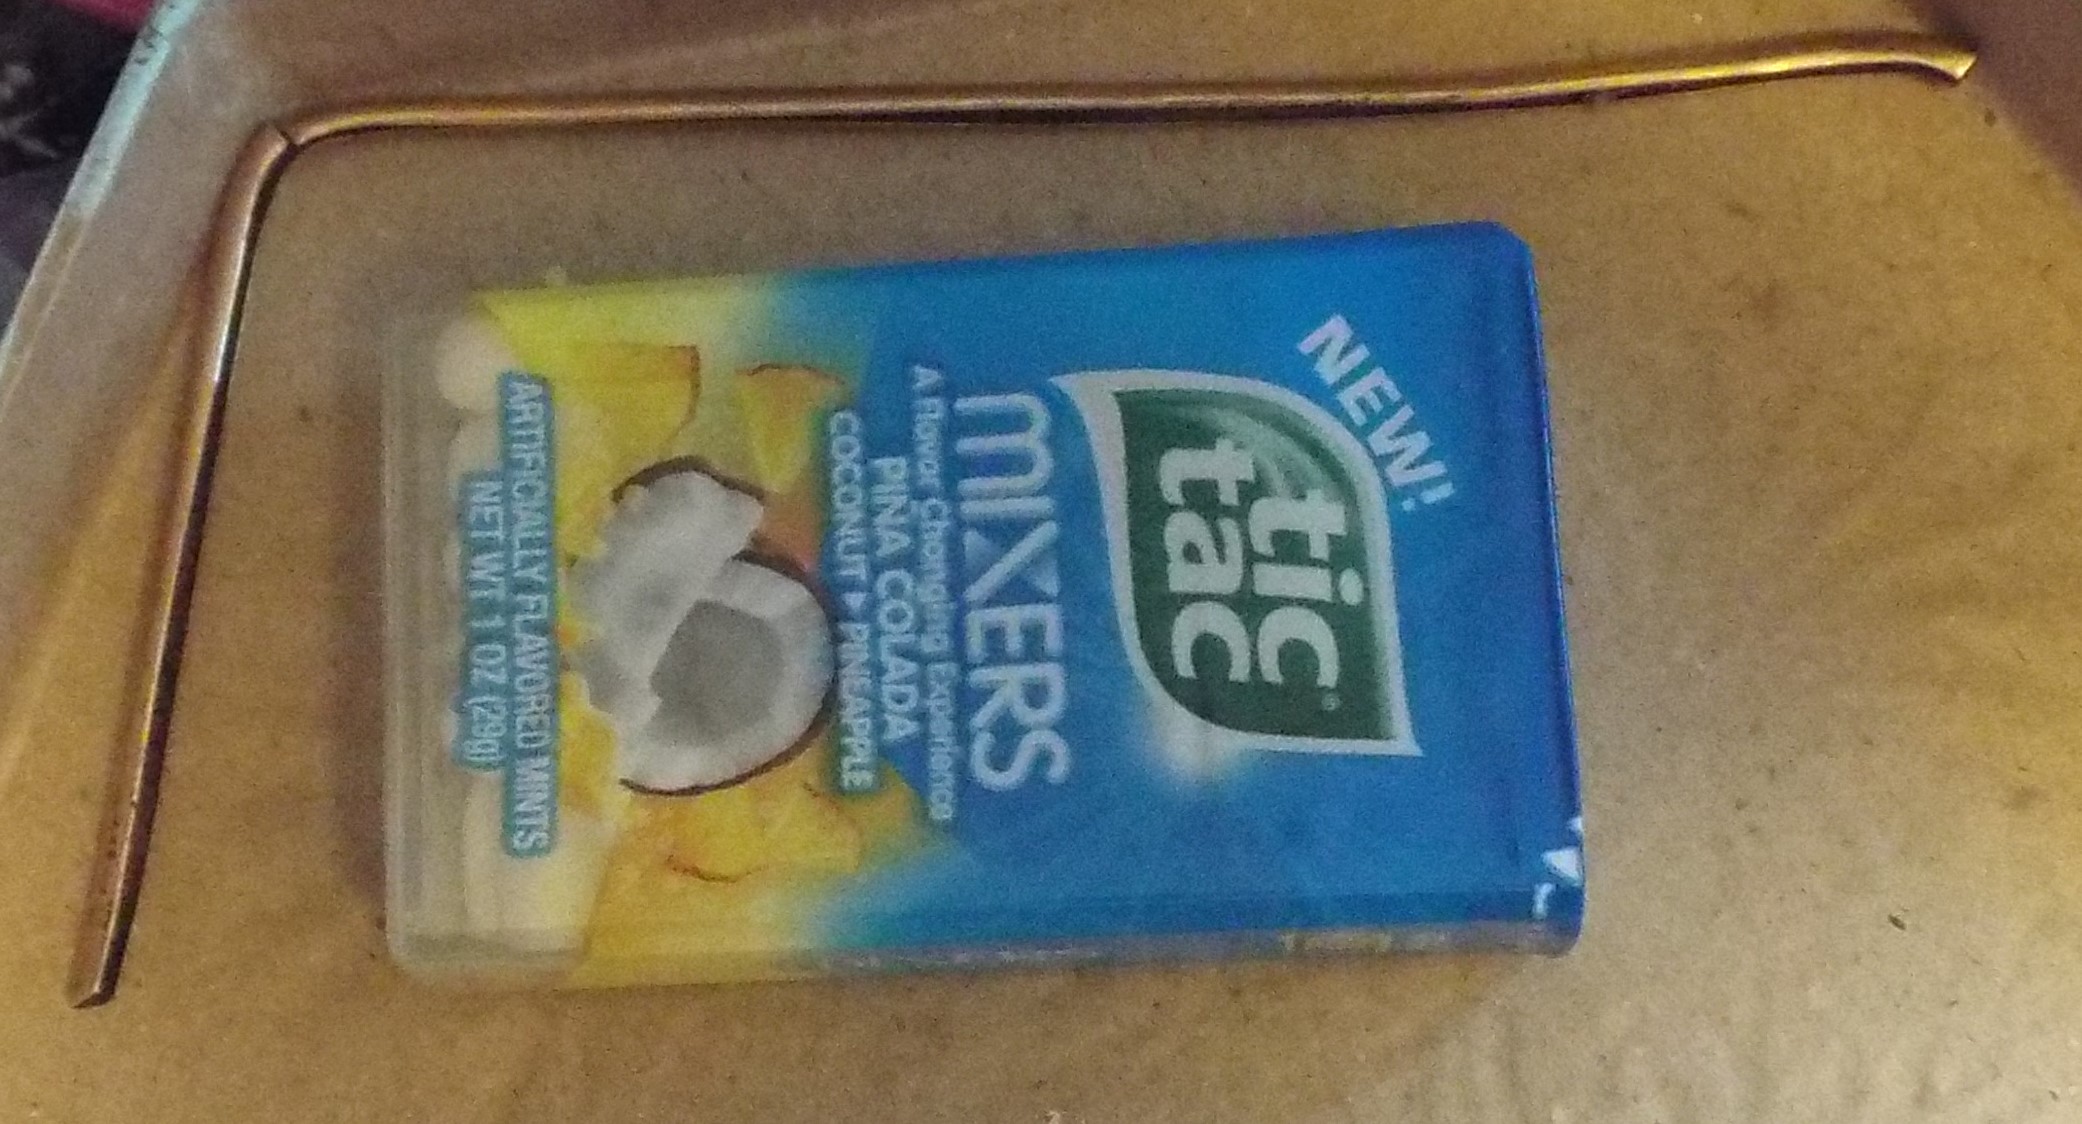 NEW!
tic
tac
MIXERS
A Flavor Changing Experience
PINA COLADA
COCONUT ▸ PINEAPPLE
ARTIFICIALLY FLAVORED MINTS
NET WT 1 OZ (29g)